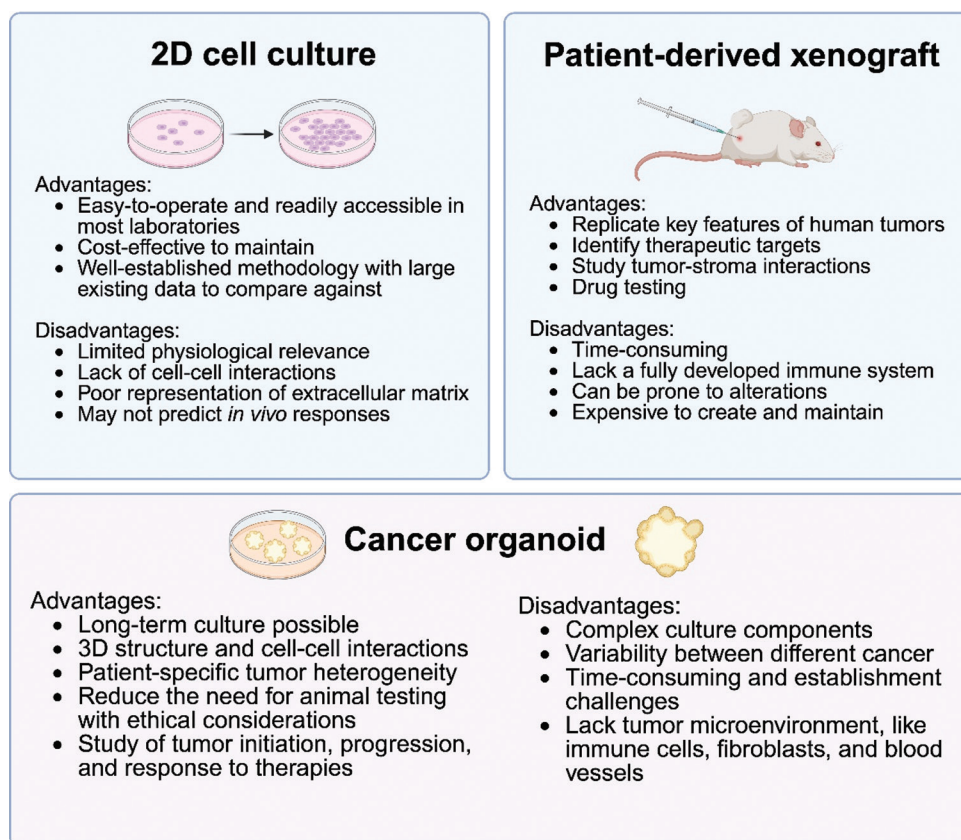 2D cell culture
Advantages:
• Easy-to-operate and readily accessible in
most laboratories
• Cost-effective to maintain
• Well-established methodology with large
existing data to compare against
Disadvantages:
• Limited physiological relevance
• Lack of cell-cell interactions
• Poor representation of extracellular matrix
• May not predict in vivo responses
Patient-derived xenograft
Advantages:
• Replicate key features of human tumors
• Identify therapeutic targets
• Study tumor-stroma interactions
• Drug testing
Disadvantages:
• Time-consuming
• Lack a fully developed immune system
• Can be prone to alterations
• Expensive to create and maintain
Cancer organoid
Advantages:
• Long-term culture possible
• 3D structure and cell-cell interactions
• Patient-specific tumor heterogeneity
• Reduce the need for animal testing
with ethical considerations
• Study of tumor initiation, progression,
and response to therapies
Disadvantages:
• Complex culture components
• Variability between different cancer
• Time-consuming and establishment
challenges
• Lack tumor microenvironment, like
immune cells, fibroblasts, and blood
vessels